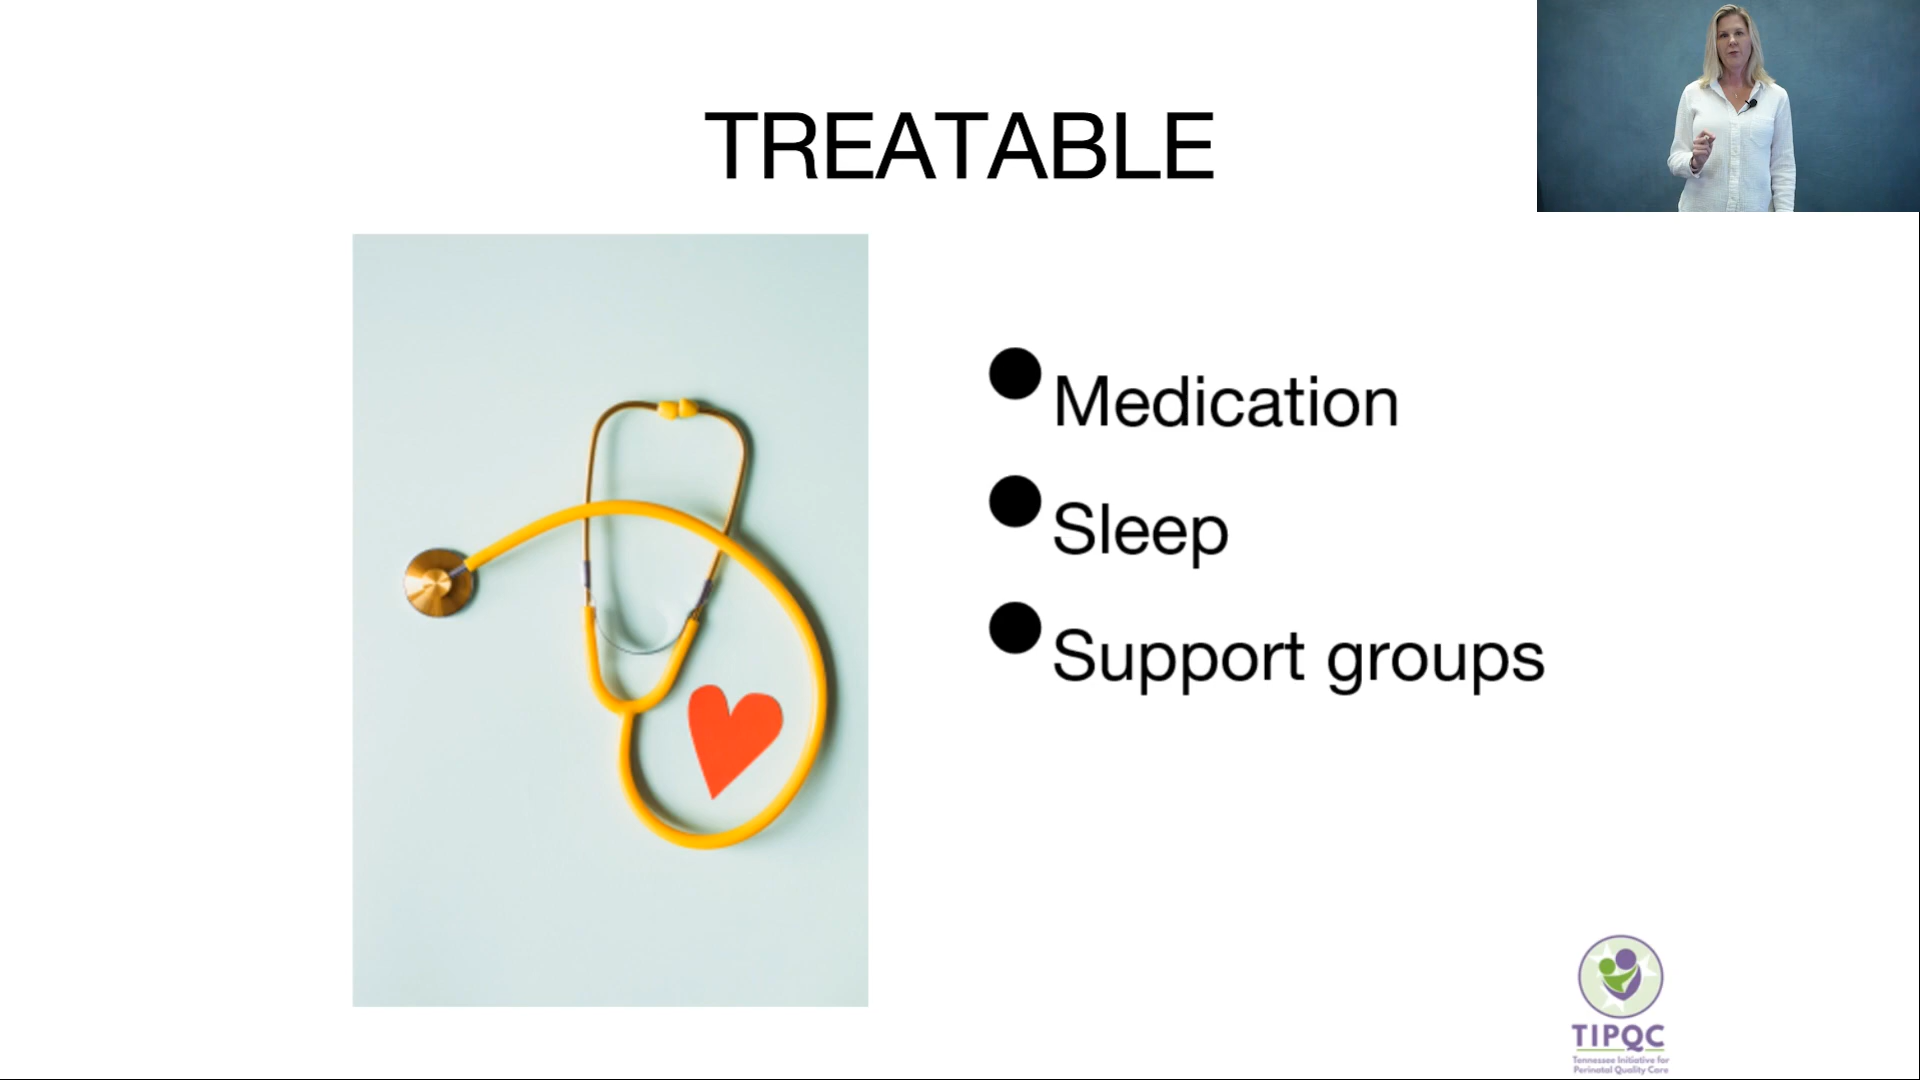 TREATABLE
Medication
Sleep
Support groups
TIPQC
Tennessee Initiative for
Perinatal Quality Care